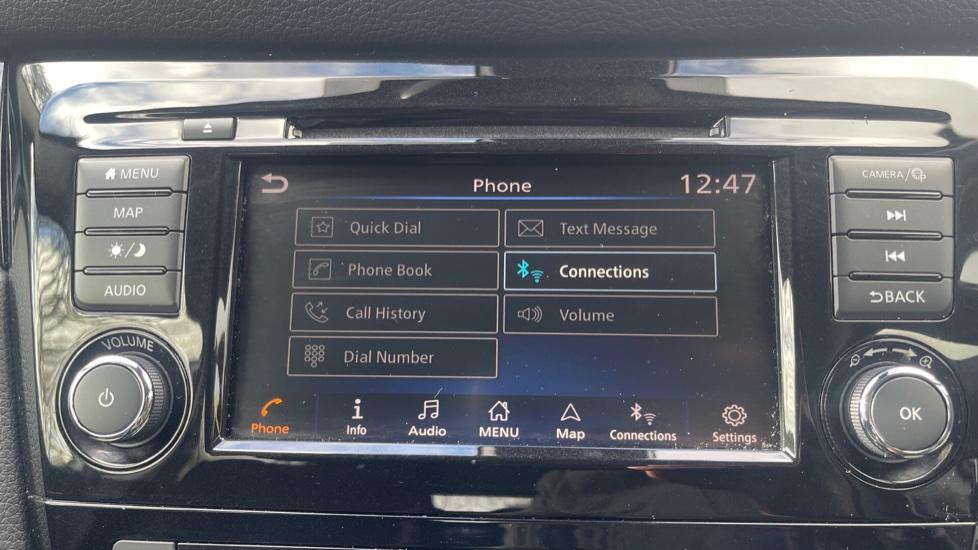 MENU
MAP
AUDIO
VOLUME
Phone
12:47
Quick Dial
Text Message
Phone Book
Connections
Call History
Volume
Dial Number
Phone
Info
Audio
MENU
Map
Connections
Settings
CAMERA/
BACK
OK